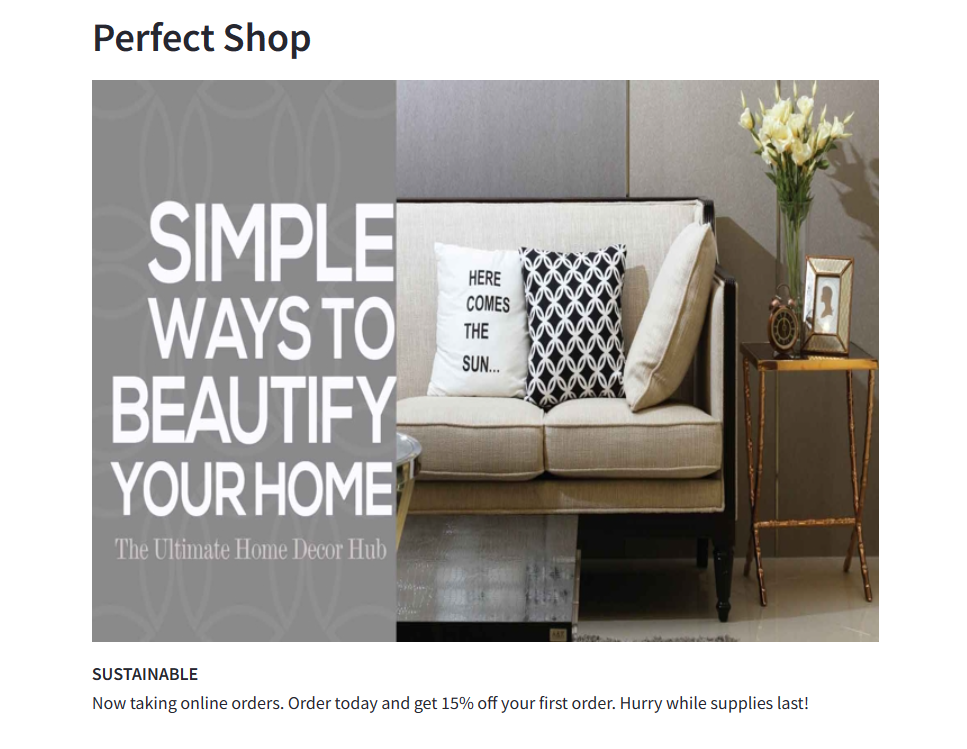 Perfect Shop
SIMPLE
WAYS TO
BEAUTIFY
YOUR HOME
The Ultimate Home Decor Hub
HERE
COMES
THE
SUN...
SUSTAINABLE
Now taking online orders. Order today and get 15% off your first order. Hurry while supplies last!